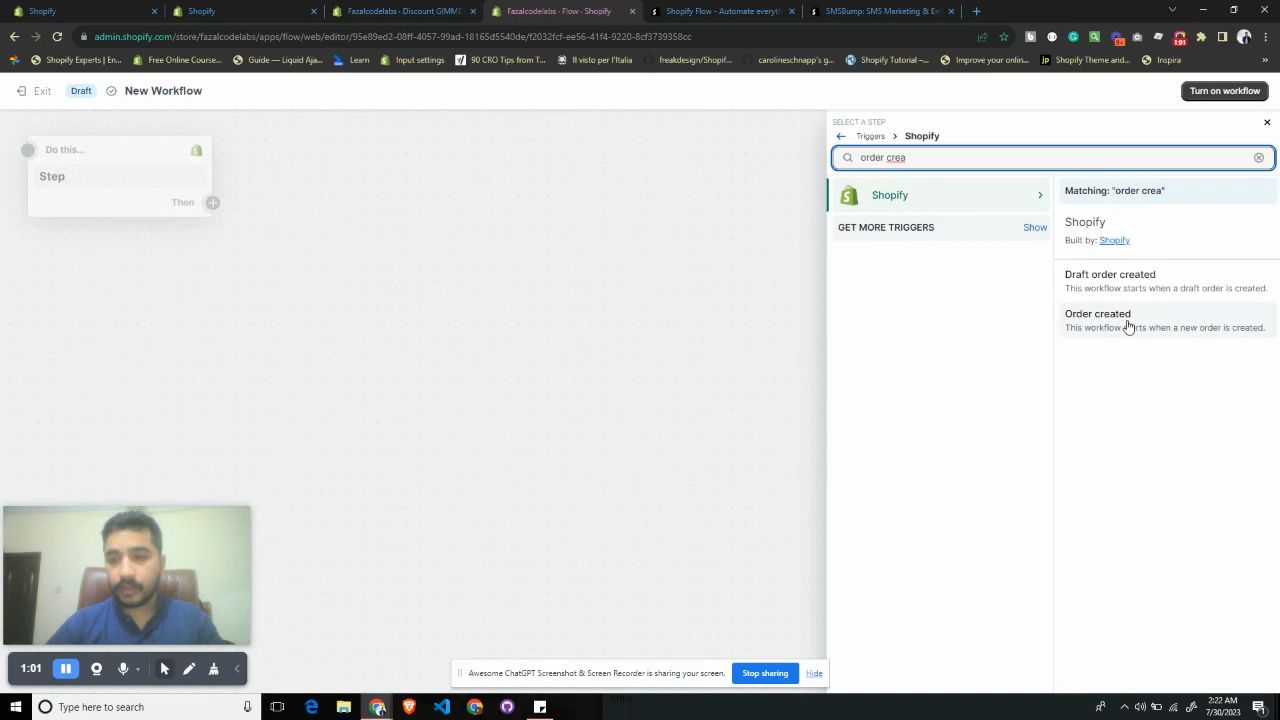 Shopify
Shopify
Fazalcodelabs · Discount GIMME
Fazalcodelabs · Flow · Shopify
Shopify Flow - Automate everyth
SMSBump: SMS Marketing & Em
admin.shopify.com/store/fazalcodelabs/apps/flow/web/editor/95e89ed2-08ff-4057-99ad-18165d5540de/f2032fcf-ee56-41f4-9220-8cf3739358cc
1:01
Shopify Experts | En...
Free Online Course...
Guide — Liquid Aja...
Learn
Input settings
90 CRO Tips from T...
Il visto per l'Italia
freakdesign/Shopif...
carolineschnapp's g...
Shopify Tutorial –...
Improve your onlin...
Shopify Theme and...
Inspira
Exit
Draft
New Workflow
Turn on workflow
SELECT A STEP
Triggers > Shopify
order crea
Do this...
Step
Then
Shopify
GET MORE TRIGGERS
Show
Matching: "order crea"
Shopify
Built by: Shopify
Draft order created
This workflow starts when a draft order is created.
Order created
This workflow starts when a new order is created.
1:01
Awesome ChatGPT Screenshot & Screen Recorder is sharing your screen.
Stop sharing
Hide
https
Type here to search
2:22 AM
7/30/2023